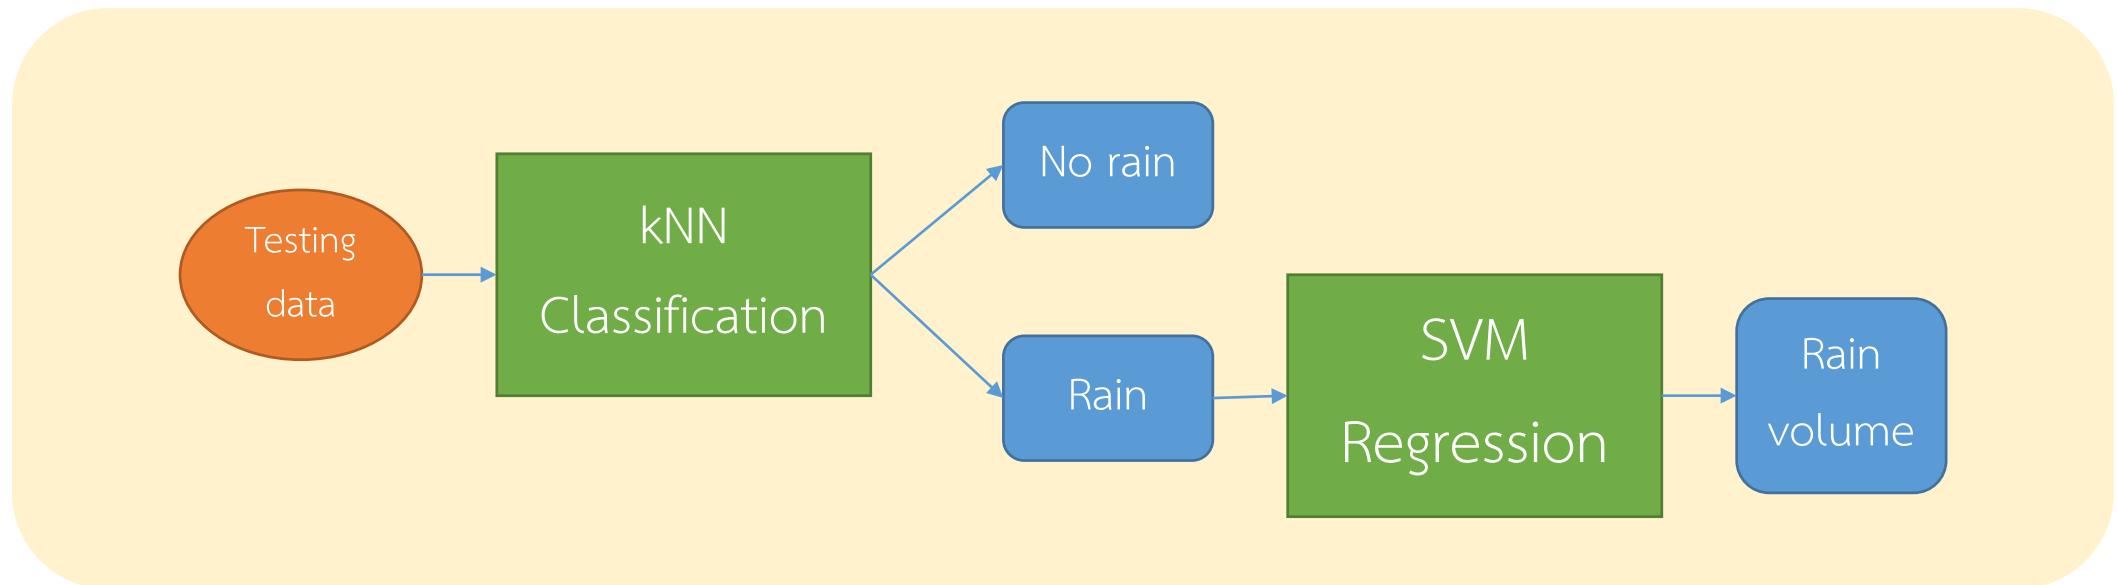 Testing
data
kNN
Classification
No rain
Rain
SVM
Regression
Rain
volume